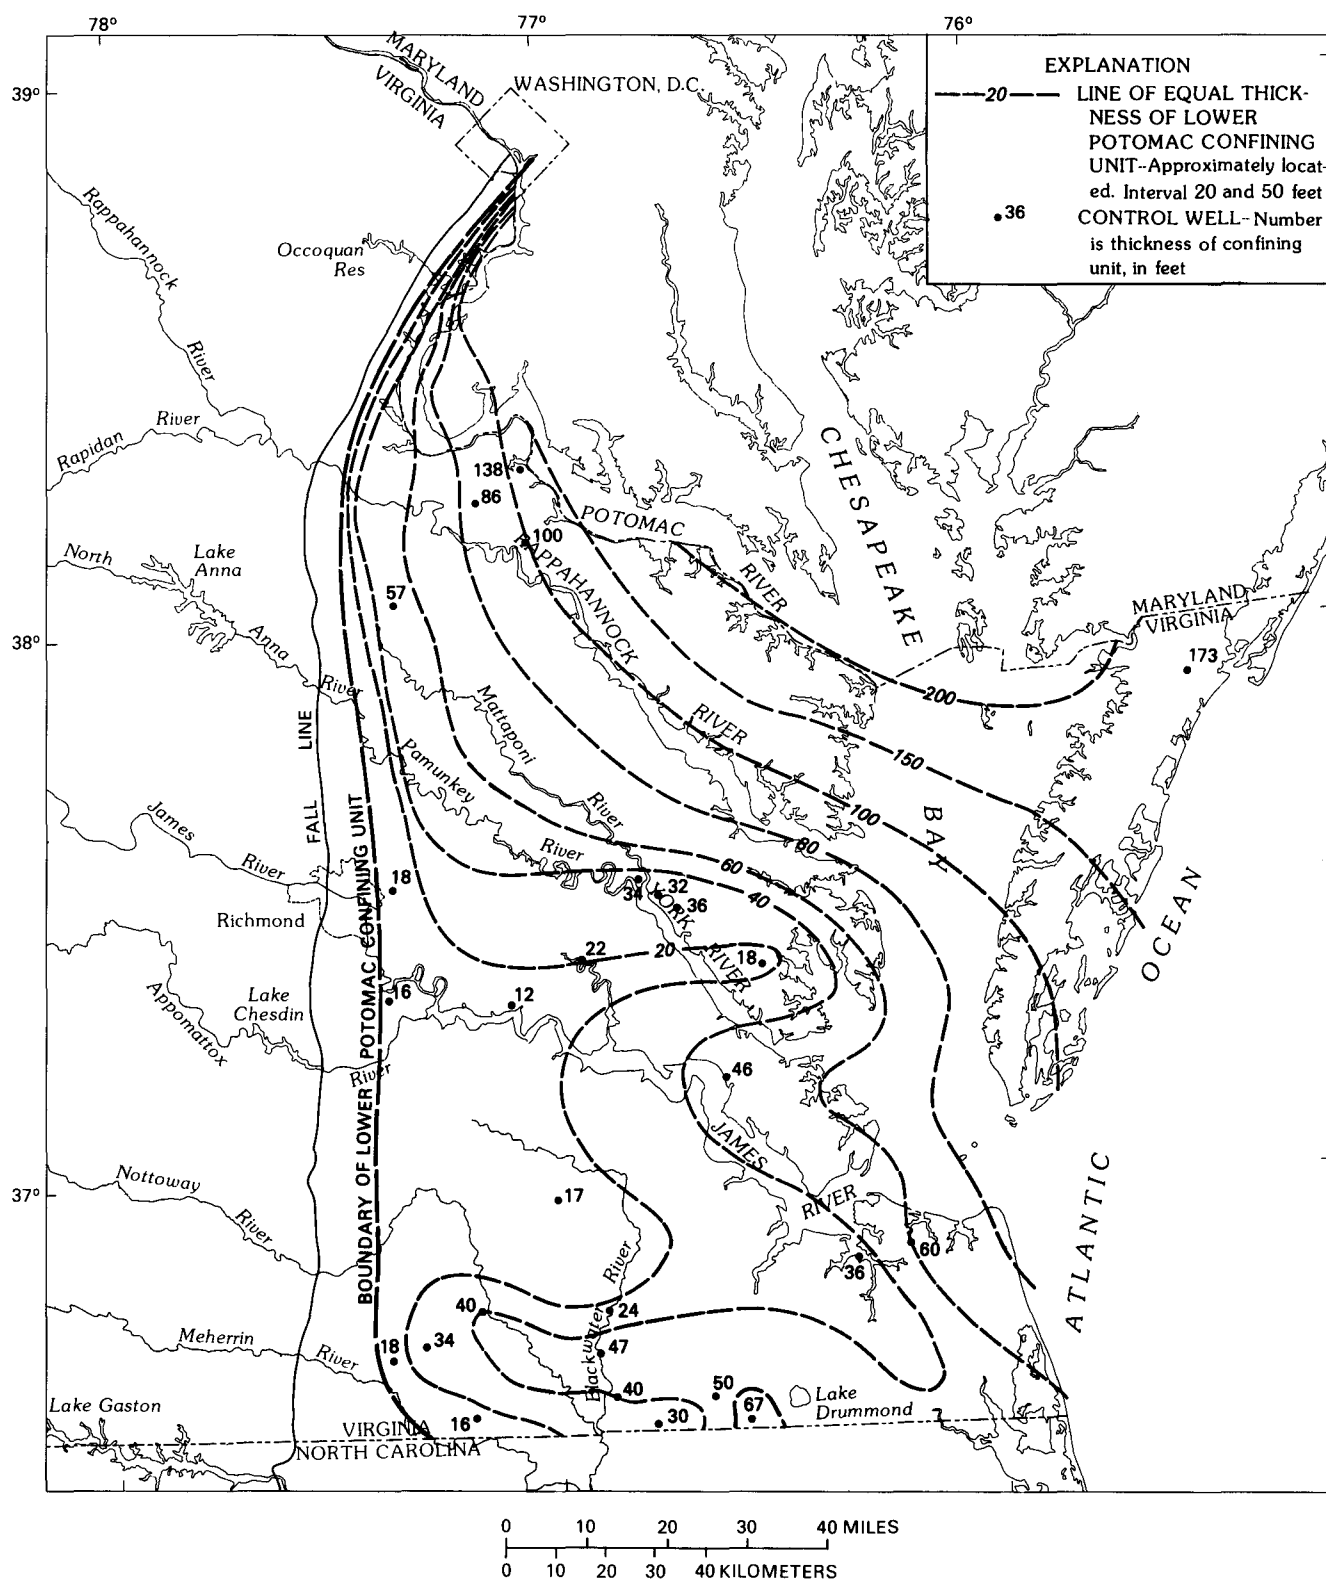 78°
77°
76°
39°
38°
37°
EXPLANATION
20
LINE OF EQUAL THICK-
NESS OF LOWER
POTOMAC CONFINING
UNIT--Approximately locat-
ed. Interval 20 and 50 feet
36
CONTROL WELL--Number
is thickness of confining
unit, in feet
MARYLAND
VIRGINIA
WASHINGTON, D.C.
Rappahannock
River
Occoquan
Res
Rapidan
River
138
86
100
POTOMAC
RIVER
RAPPAHANNOCK
RIVER
CHESAPEAKE
BAY
North
Anna
River
Lake
Anna
57
MARYLAND
VIRGINIA
173
200
150
100
80
60
40
20
Mattaponi
River
Pamunkey
River
LINE
FALL
BOUNDARY OF LOWER POTOMAC CONFINING UNIT
James
River
18
Richmond
34
32
36
YORK
RIVER
22
18
OCEAN
ATLANTIC
Lake
Chesdin
Appomattox
River
16
12
46
JAMES
RIVER
Nottoway
River
17
60
36
River
Blackwater
40
24
34
18
47
Meherrin
River
40
50
67
30
16
Lake
Drummond
Lake Gaston
VIRGINIA
NORTH CAROLINA
0 10 20 30 40 MILES
0 10 20 30 40 KILOMETERS